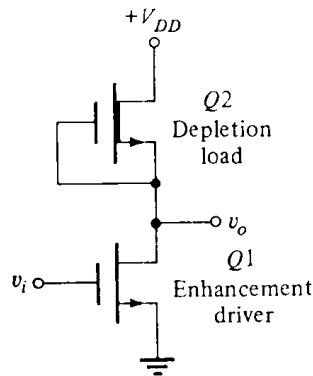 +V_DD
Q2
Depletion
load
v_o
Q1
v_i
Enhancement
driver